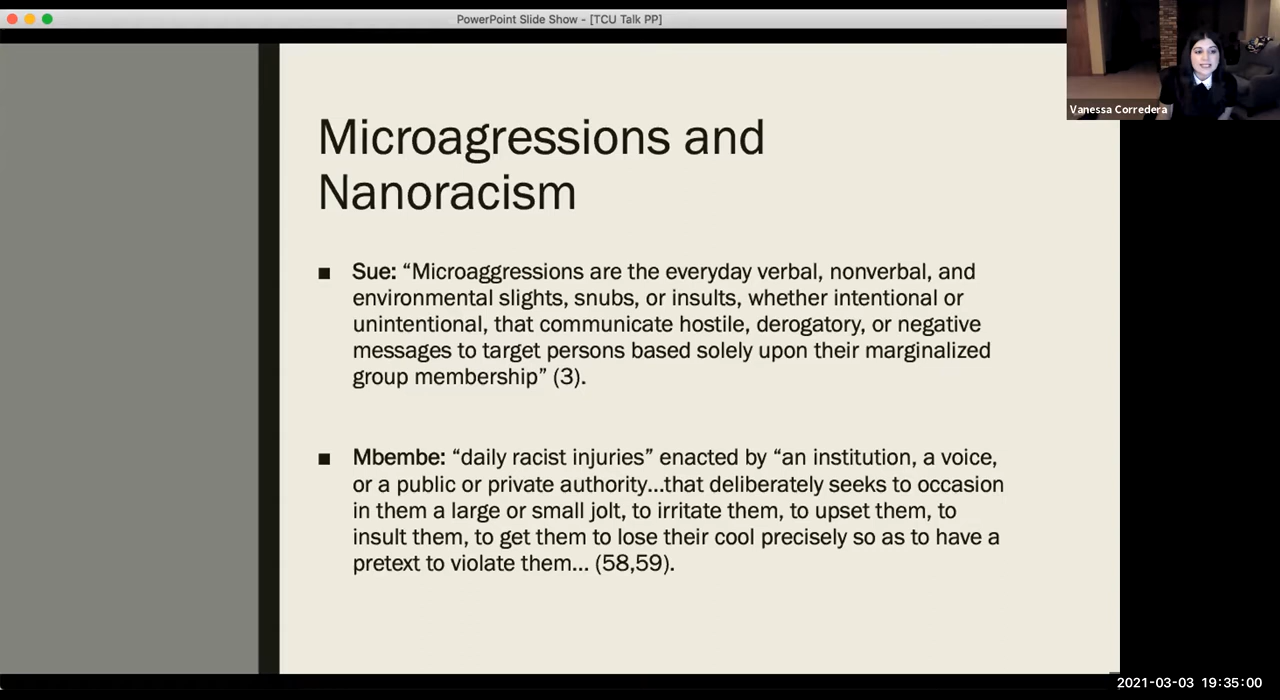 PowerPoint Slide Show - [TCU Talk PP]
Vanessa Corredera
Microagressions and
Nanoracism
■ Sue: “Microaggressions are the everyday verbal, nonverbal, and
environmental slights, snubs, or insults, whether intentional or
unintentional, that communicate hostile, derogatory, or negative
messages to target persons based solely upon their marginalized
group membership” (3).
■ Mbembe: “daily racist injuries” enacted by “an institution, a voice,
or a public or private authority...that deliberately seeks to occasion
in them a large or small jolt, to irritate them, to upset them, to
insult them, to get them to lose their cool precisely so as to have a
pretext to violate them... (58,59).
2021-03-03 19:35:00